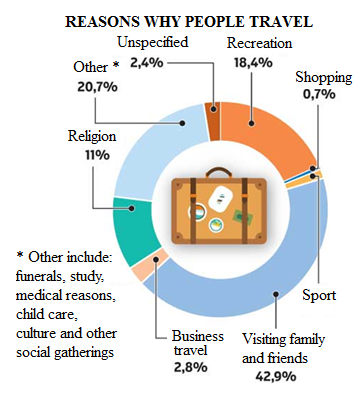 REASONS WHY PEOPLE TRAVEL
Unspecified
2,4%
Recreation
18,4%
Other *
20,7%
Shopping
0,7%
Religion
11%
* Other include:
funerals, study,
medical reasons,
child care,
culture and other
social gatherings
Sport
Business
travel
2,8%
Visiting family
and friends
42,9%